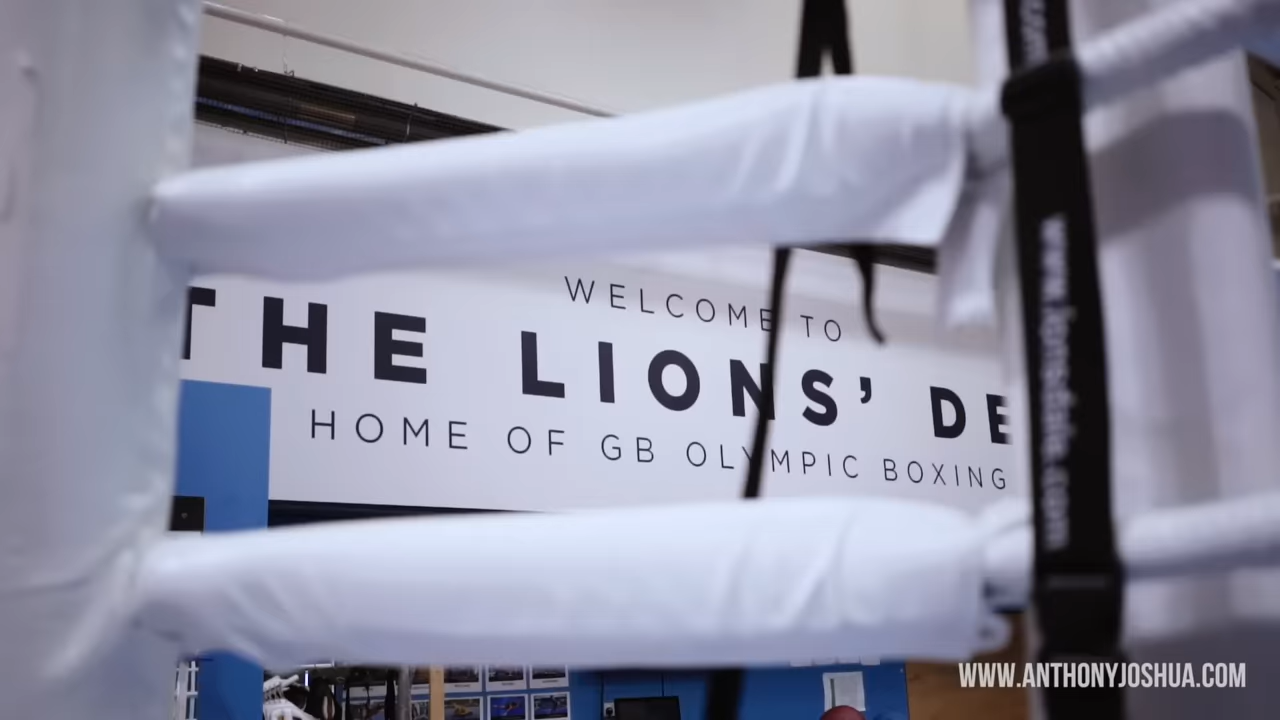 WELCOME TO
THE LIONS' DE
HOME OF GB OLYMPIC BOXING
WWW.ANTHONYJOSHUA.COM